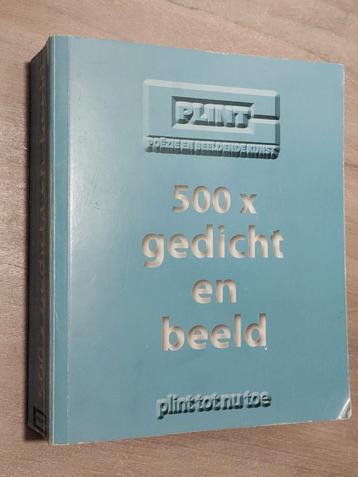 PLINT
POËZIE EN BEELDENDE KUNST
500 x
gedicht
en
beeld
plint tot nu toe